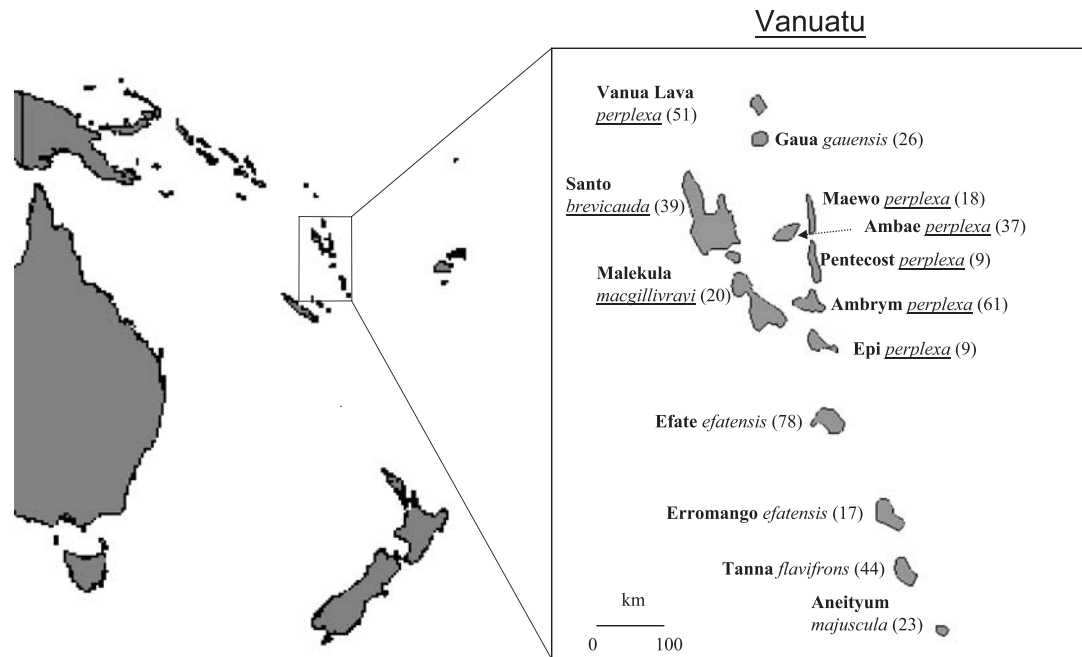 Vanuatu
Vanua Lava
perplexa (51)
Gaua gauensis (26)
Santo
brevicauda (39)
Maewo perplexa (18)
Ambae perplexa (37)
Pentecost perplexa (9)
Malekula
macgillivrayi (20)
Ambrym perplexa (61)
Epi perplexa (9)
Efate efatensis (78)
Erromango efatensis (17)
Tanna flavifrons (44)
Aneityum
majuscula (23)
km
0 100